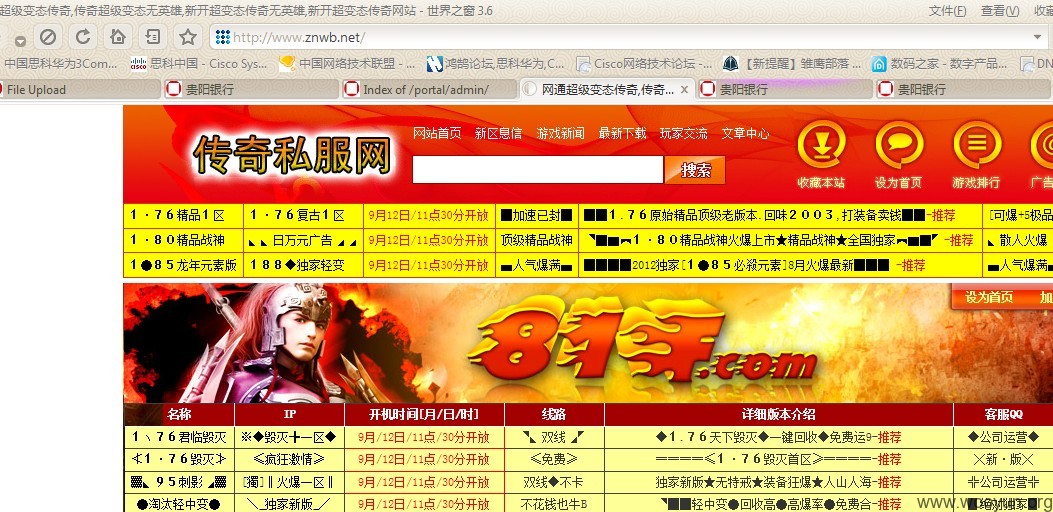 超级变态传奇,传奇超级变态无英雄,新开超变态传奇无英雄,新开超变态传奇网站 - 世界之窗 3.6
文件(F) 查看(V) 收藏
http://www.znwb.net/
中国思科华为3Com... 思科中国 - Cisco Sys... 中国网络技术联盟 - ... 鸿鹄论坛,思科华为,C... Cisco网络技术论坛 -... 【新提醒】雏鹰部落 ... 数码之家 - 数字产品... DN
File Upload 贵阳银行 Index of /portal/admin/ 网通超级变态传奇,传奇... x 贵阳银行 贵阳银行
传奇私服网
网站首页 新区息信 游戏新闻 最新下载 玩家交流 文章中心
搜索
收藏本站 设为首页 游戏排行 广告
1·76精品1区 1·76复古1区 9月12日/11点30分开放 █加速已封█ ██1.76原始精品顶级老版本.回味2003,打装备卖钱██-推荐 [可爆+5极品
1·80精品战神 ◣◣日万元广告◢◢ 9月12日/11点30分开放 顶级精品战神 1·80精品战神火爆上市★精品战神★全国独家 -推荐 ◣散人火爆
1●85龙年元素版 188◆独家轻变 9月12日/11点30分开放 ▄人气爆满▄ ████2012独家[1●85必殺元素]8月火爆最新███ -推荐 ▄人气爆满
81pk.com
设为首页 加
名称 IP 开机时间[月/日/时] 线路 详细版本介绍 客服QQ
1﹑76君临毁灭 ※◆毁灭十一区◆ 9月/12日/11点/30分开放 ◥◣双线◢◤ ◆1.76天下毁灭◆一键回收◆免费运9-推荐 ◆公司运营◆
≮1·76毁灭≯ ≮疯狂激情≯ 9月/12日/11点/30分开放 ≮免费≯ ====≮1·76毁灭首区≯====-推荐 ╳新·版╳
▓◣95刺影◢▓ [獨]‖火爆一区‖ 9月/12日/11点/30分开放 双线◆不卡 独家新版★无特戒★装备狂爆★人山人海-推荐 ╬公司运营╬
●淘汰轻中变● ╲_独家新版_╱ 9月/12日/11点/30分开放 不花钱也牛B ◥██轻中变●回收高●高爆率●免费合-推荐